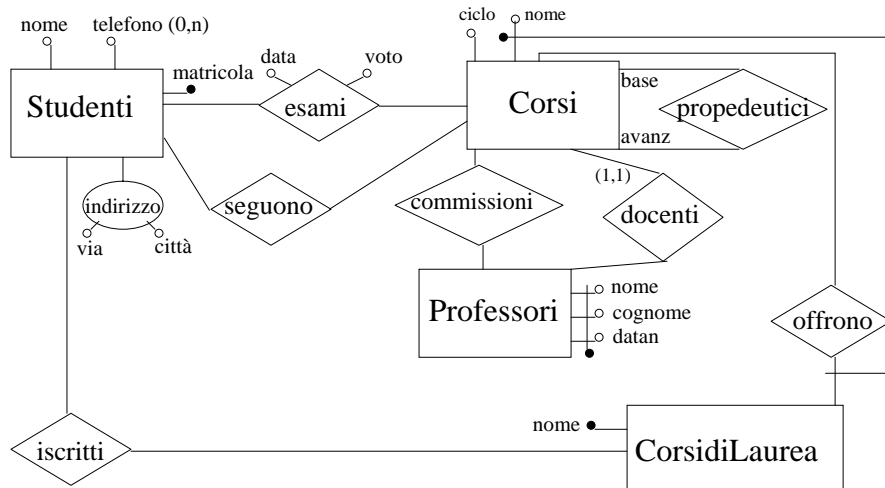 ciclo
nome
nome
telefono (0,n)
matricola
data
voto
Studenti
esami
Corsi
base
propedeutici
avanz
(1,1)
indirizzo
seguono
commissioni
docenti
via
città
nome
Professori
cognome
datan
offrono
nome
iscritti
CorsidiLaurea